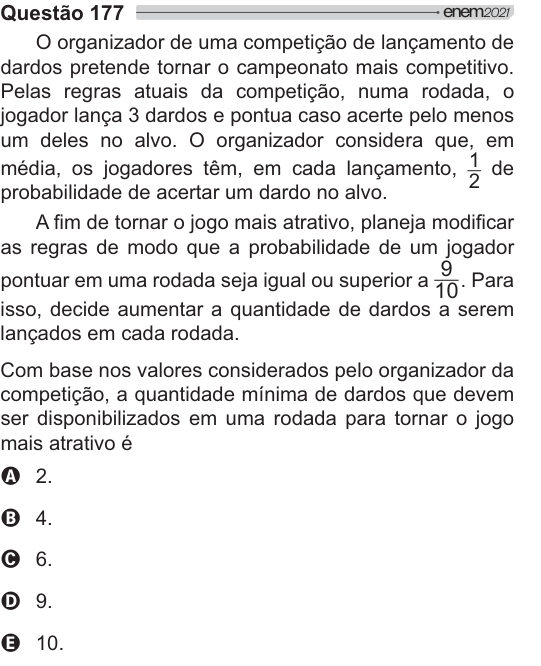 Questão 177 enem2021
O organizador de uma competição de lançamento de
dardos pretende tornar o campeonato mais competitivo.
Pelas regras atuais da competição, numa rodada, o
jogador lança 3 dardos e pontua caso acerte pelo menos
um deles no alvo. O organizador considera que, em
média, os jogadores têm, em cada lançamento, 1/2 de
probabilidade de acertar um dardo no alvo.
A fim de tornar o jogo mais atrativo, planeja modificar
as regras de modo que a probabilidade de um jogador
pontuar em uma rodada seja igual ou superior a 9/10. Para
isso, decide aumentar a quantidade de dardos a serem
lançados em cada rodada.
Com base nos valores considerados pelo organizador da
competição, a quantidade mínima de dardos que devem
ser disponibilizados em uma rodada para tornar o jogo
mais atrativo é
A 2.
B 4.
C 6.
D 9.
E 10.